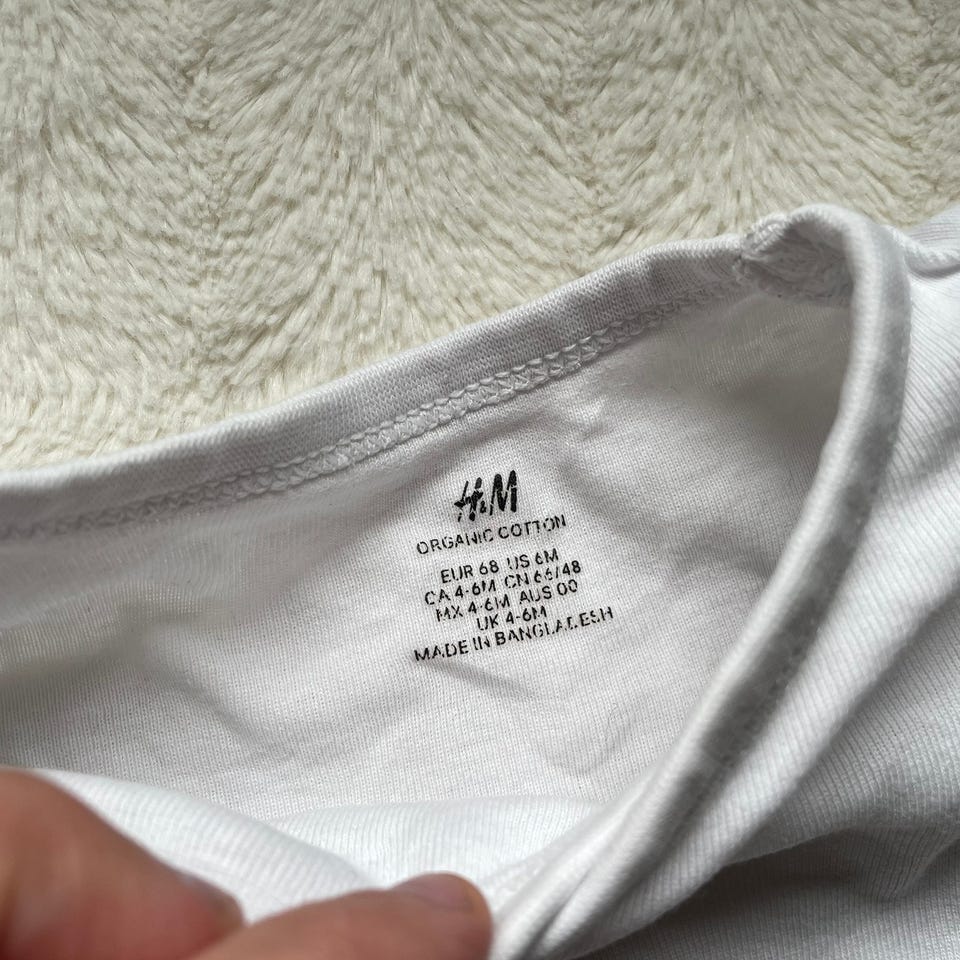 H&M
ORGANIC COTTON
EUR 68 US 6M
CA 4-6M CN 66/48
MX 4-6M AUS 00
UK 4-6M
MADE IN BANGLADESH